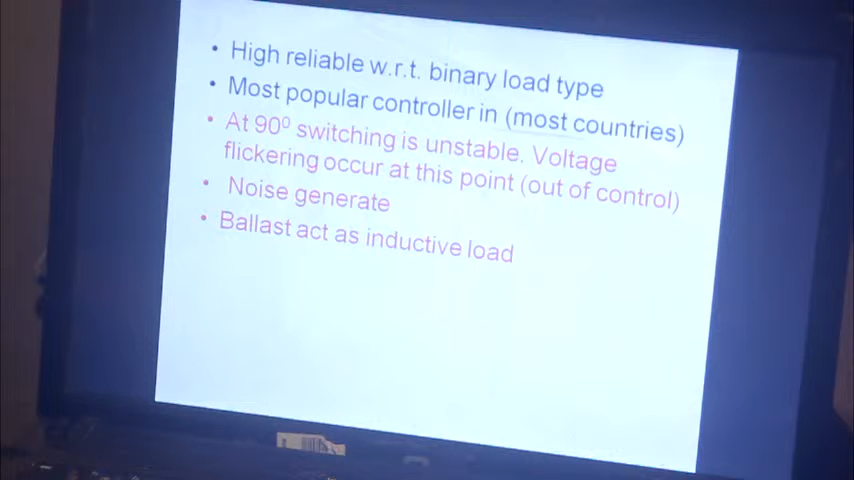 • High reliable w.r.t. binary load type
• Most popular controller in (most countries)
• At 90⁰ switching is unstable. Voltage
flickering occur at this point (out of control)
• Noise generate
• Ballast act as inductive load